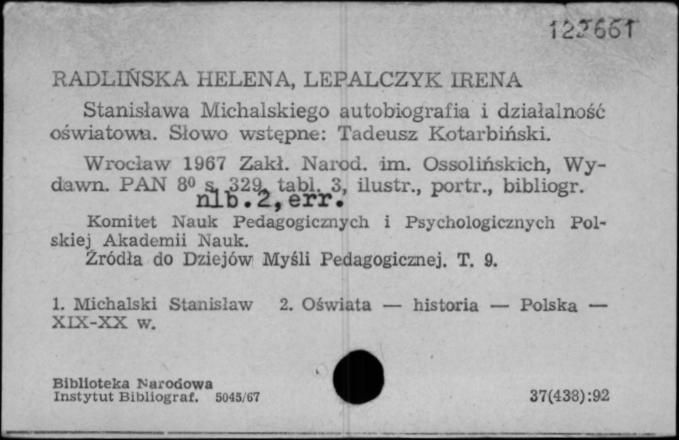 RADLIŃSKA HELENA, LEPALCZYK IRENA
Stanisława Michalskiego autobiografia i działalność
oświatowa. Słowo wstępne: Tadeusz Kotarbiński.
Wrocław 1967 Zakł. Narod. im. Ossolińskich, Wy-
dawn. PAN 8⁰ s. 329, tabl. 3, ilustr., portr., bibliogr.
nlb.2,err.
Komitet Nauk Pedagogicznych i Psychologicznych Pol-
skiej Akademii Nauk.
Źródła do Dziejów Myśli Pedagogicznej. T. 9.
1. Michalski Stanisław 2. Oświata — historia — Polska —
XIX-XX w.
Biblioteka Narodowa
Instytut Bibliograf. 5045/67
37(438):92